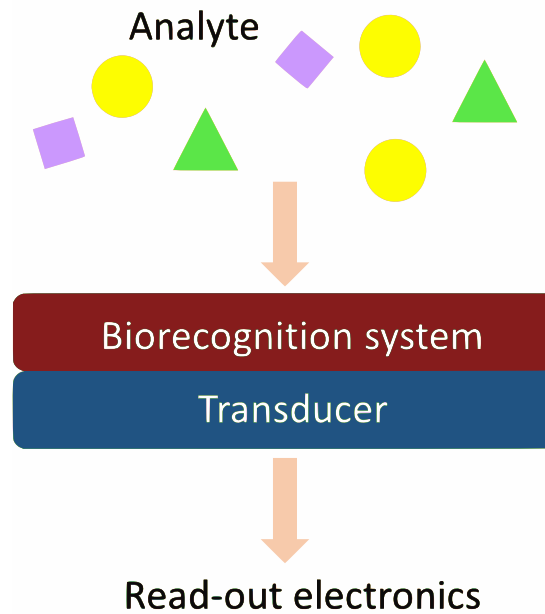 Analyte
Biorecognition system
Transducer
Read-out electronics